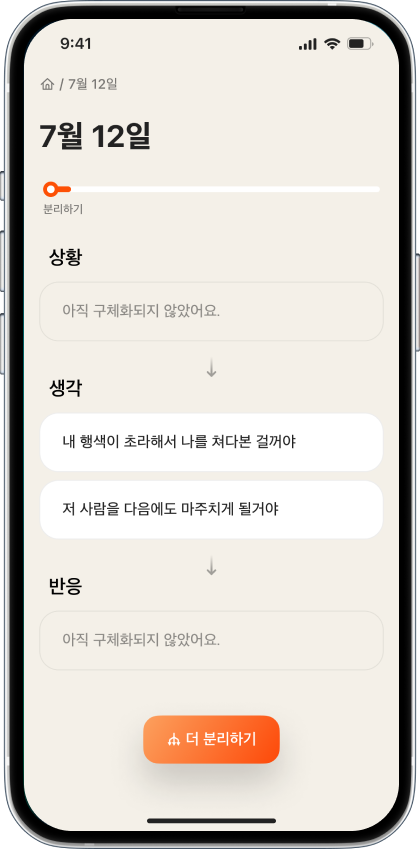 9:41
/ 7월 12일
7월 12일
분리하기
상황
아직 구체화되지 않았어요.
생각
내 행색이 초라해서 나를 쳐다본 걸꺼야
저 사람을 다음에도 마주치게 될거야
반응
아직 구체화되지 않았어요.
더 분리하기